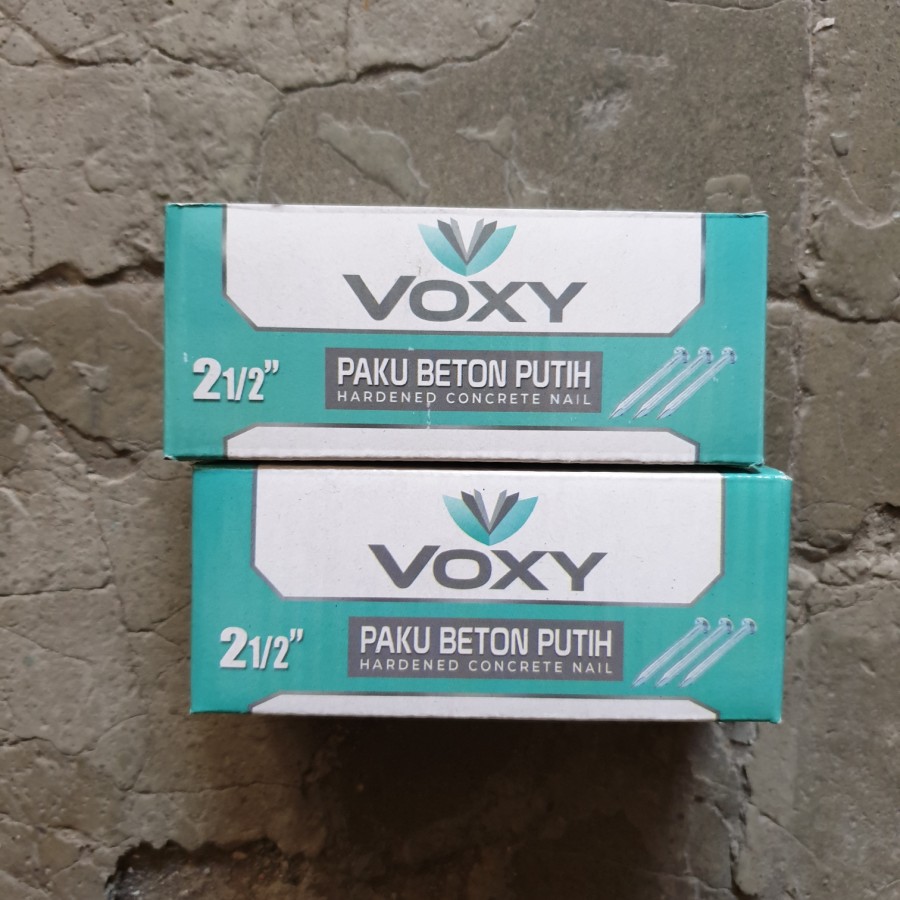 VOXY
2 1/2"
PAKU BETON PUTIH
HARDENED CONCRETE NAIL
VOXY
2 1/2"
PAKU BETON PUTIH
HARDENED CONCRETE NAIL